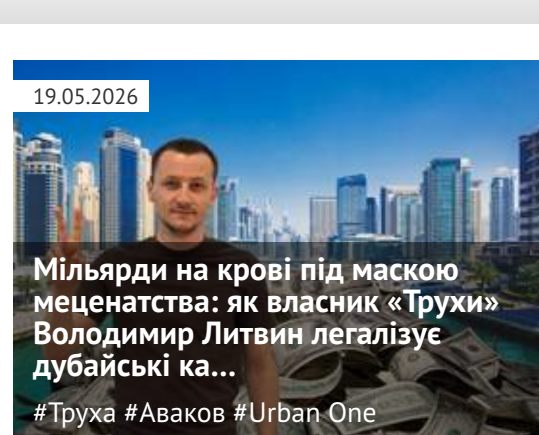 19.05.2026
Мільярди на крові під маскою
меценатства: як власник «Трухи»
Володимир Литвин легалізує
дубайські ка...
#Труха #Аваков #Urban One